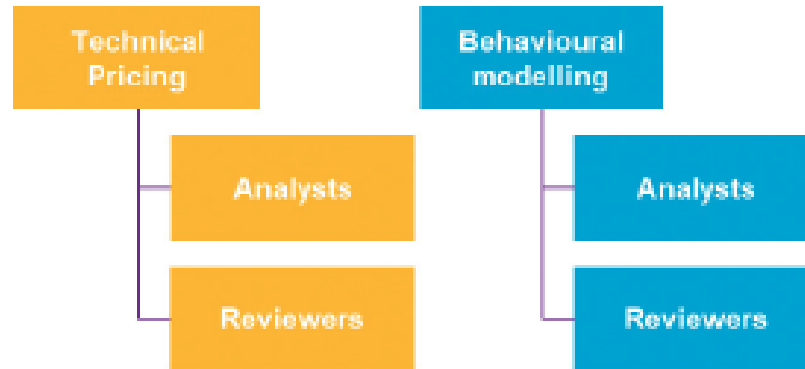 Technical
Pricing
Analysts
Reviewers
Behavioural
modelling
Analysts
Reviewers